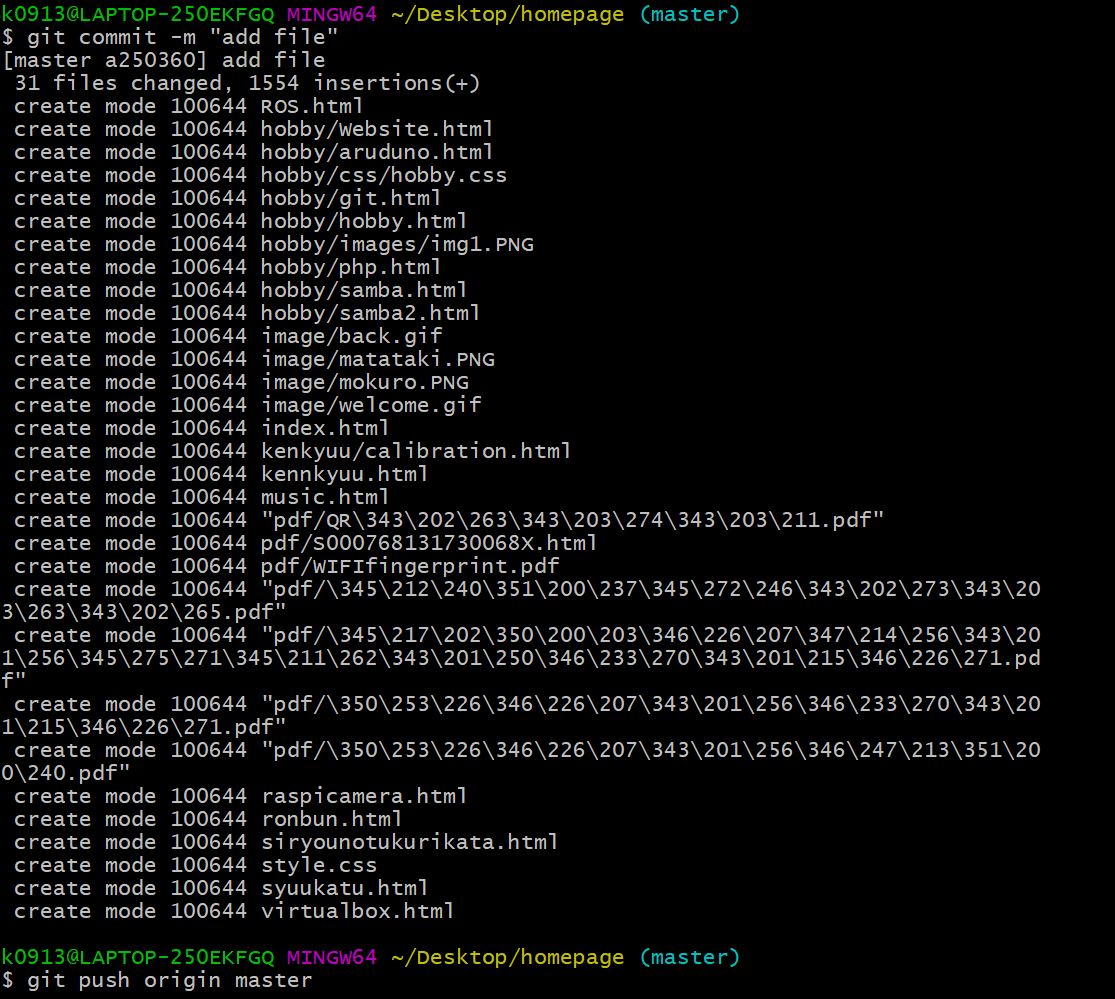 k0913@LAPTOP-250EKFGQ MINGW64 ~/Desktop/homepage (master)
$ git commit -m "add file"
[master a250360] add file
 31 files changed, 1554 insertions(+)
 create mode 100644 ROS.html
 create mode 100644 hobby/Website.html
 create mode 100644 hobby/aruduno.html
 create mode 100644 hobby/css/hobby.css
 create mode 100644 hobby/git.html
 create mode 100644 hobby/hobby.html
 create mode 100644 hobby/images/img1.PNG
 create mode 100644 hobby/php.html
 create mode 100644 hobby/samba.html
 create mode 100644 hobby/samba2.html
 create mode 100644 image/back.gif
 create mode 100644 image/matataki.PNG
 create mode 100644 image/mokuro.PNG
 create mode 100644 image/welcome.gif
 create mode 100644 index.html
 create mode 100644 kenkyuu/calibration.html
 create mode 100644 kennkyuu.html
 create mode 100644 music.html
 create mode 100644 "pdf/QR\343\202\263\343\203\274\343\203\211.pdf"
 create mode 100644 pdf/S000768131730068X.html
 create mode 100644 pdf/WIFIfingerprint.pdf
 create mode 100644 "pdf/\345\212\240\351\200\237\345\272\246\343\202\273\343\20
3\263\343\202\265.pdf"
 create mode 100644 "pdf/\345\217\202\350\200\203\346\226\207\347\214\256\343\20
1\256\345\275\271\345\211\262\343\201\250\346\233\270\343\201\215\346\226\271.pd
f"
 create mode 100644 "pdf/\350\253\226\346\226\207\343\201\256\346\233\270\343\20
1\215\346\226\271.pdf"
 create mode 100644 "pdf/\350\253\226\346\226\207\343\201\256\346\247\213\351\20
0\240.pdf"
 create mode 100644 raspicamera.html
 create mode 100644 ronbun.html
 create mode 100644 siryounotukurikata.html
 create mode 100644 style.css
 create mode 100644 syuukatu.html
 create mode 100644 virtualbox.html
k0913@LAPTOP-250EKFGQ MINGW64 ~/Desktop/homepage (master)
$ git push origin master